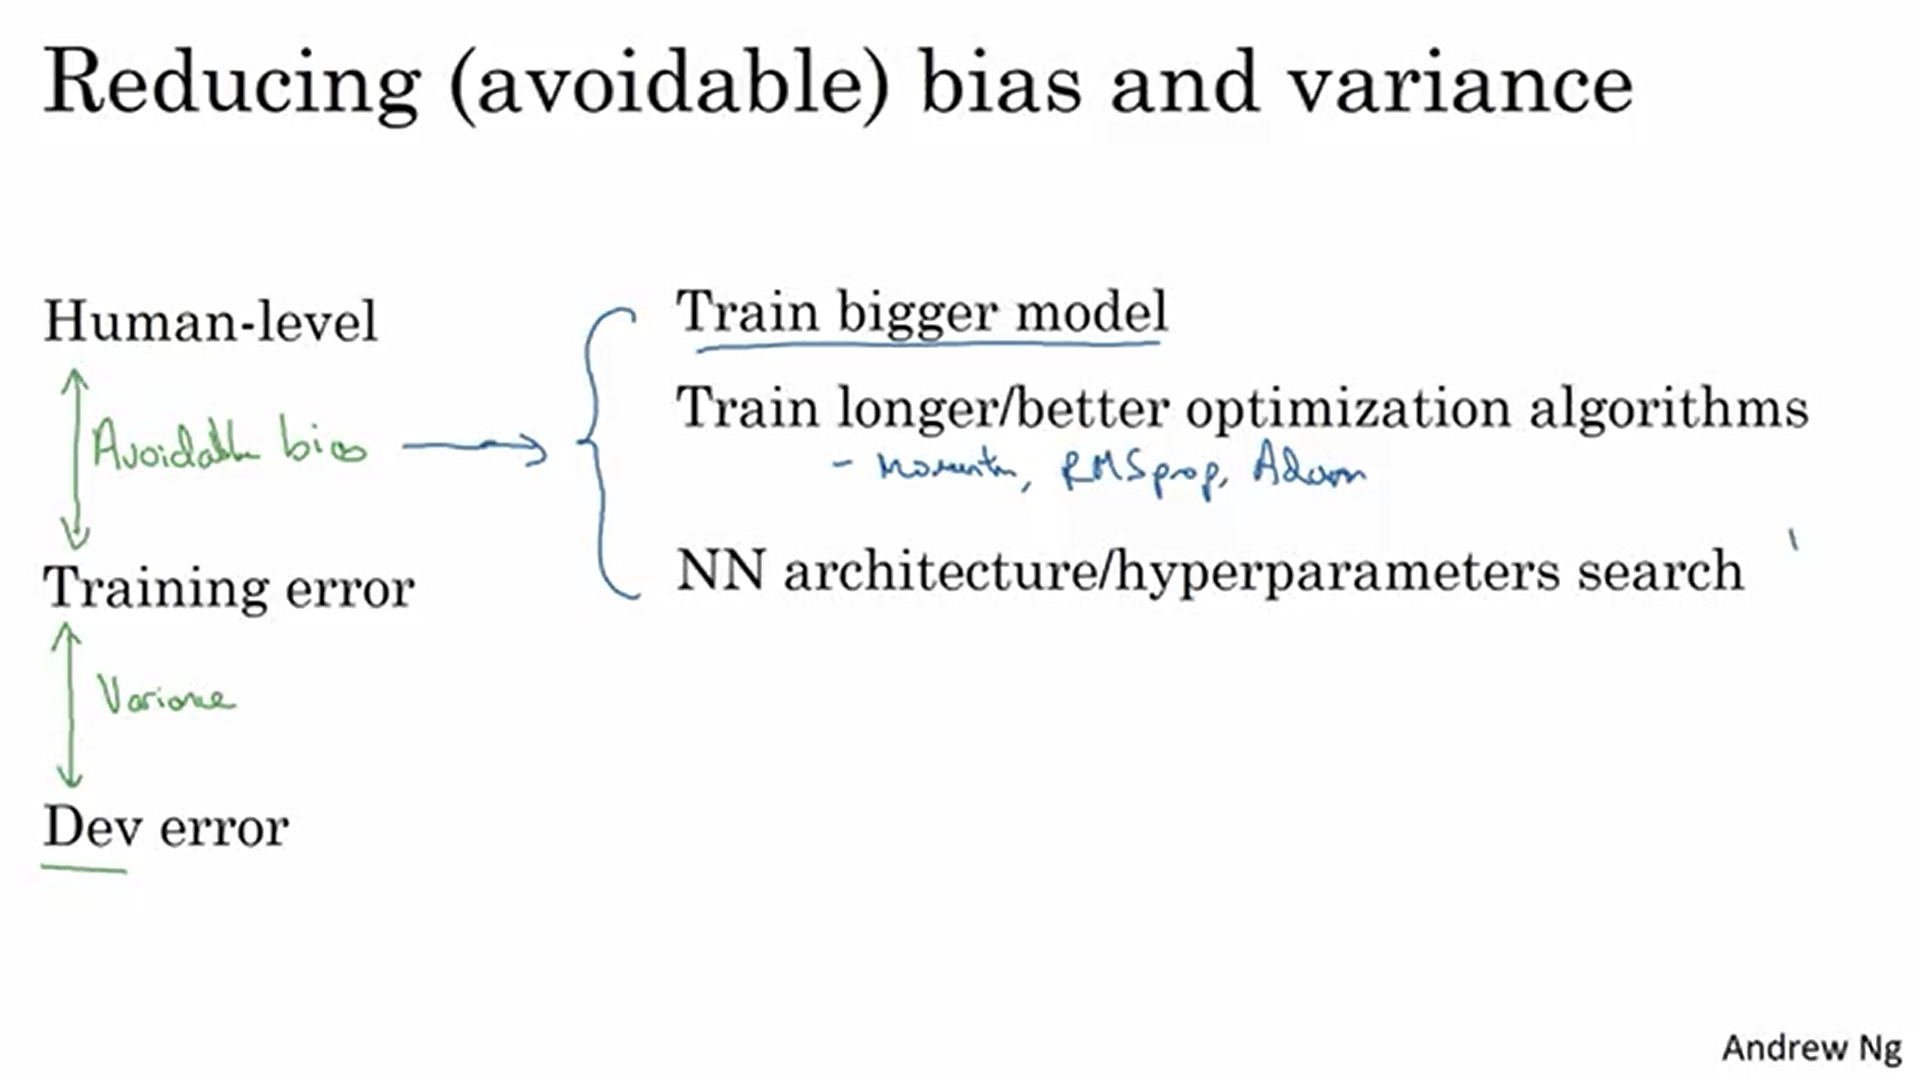 Reducing (avoidable) bias and variance
Human-level
Avoidable bias
Training error
Variance
Dev error
Train bigger model
Train longer/better optimization algorithms
- Momentum, RMSprop, Adam
NN architecture/hyperparameters search
Andrew Ng